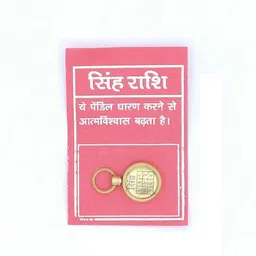 सिंह राशि
ये पेंडिल धारण करने से
आत्मविश्वास बढ़ता है।
सिंह